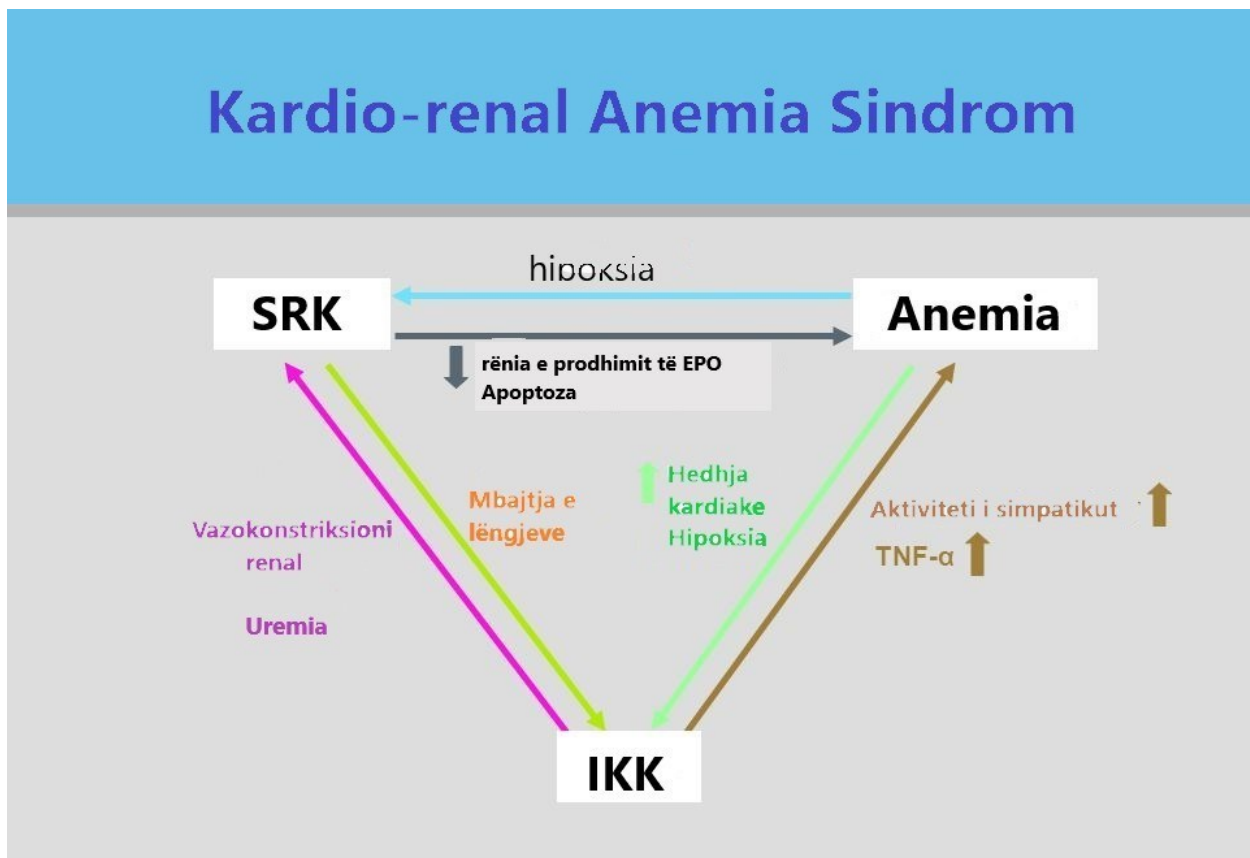 Kardio-renal Anemia Sindrom
hipoksia
SRK
Anemia
rënia e prodhimit të EPO
Apoptoza
Vazokonstriksioni
renal
Uremia
Mbajtja e
lëngjeve
Hedhja
kardiake
Hipoksia
Aktiviteti i simpatikut
TNF-α
IKK